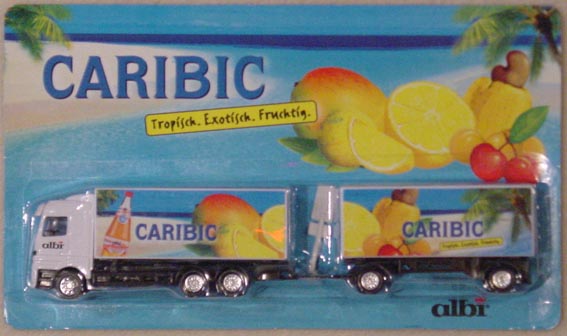 CARIBIC
Tropisch. Exotisch. Fruchtig.
albi
CARIBIC
CARIBIC
Tropisch. Exotisch. Fruchtig.
albi